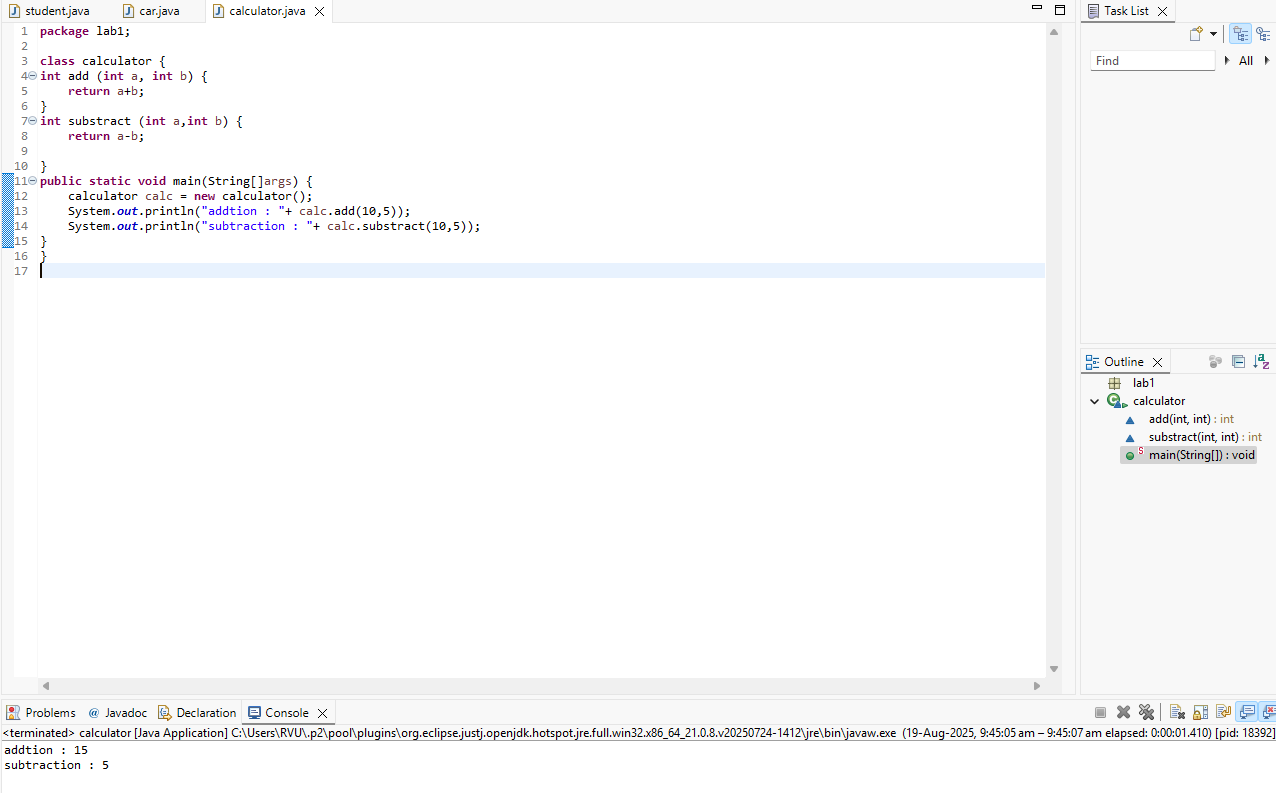 student.java car.java calculator.java
Task List
1 package lab1;
2
3 class calculator {
4 int add (int a, int b) {
5     return a+b;
6 }
7 int substract (int a,int b) {
8     return a-b;
9
10 }
11 public static void main(String[]args) {
12     calculator calc = new calculator();
13     System.out.println("addtion : "+ calc.add(10,5));
14     System.out.println("subtraction : "+ calc.substract(10,5));
15 }
16 }
17
Find All
Outline
lab1
calculator
add(int, int) : int
substract(int, int) : int
main(String[]) : void
Problems @ Javadoc Declaration Console
<terminated> calculator [Java Application] C:\Users\RVU\.p2\pool\plugins\org.eclipse.justj.openjdk.hotspot.jre.full.win32.x86_64_21.0.8.v20250724-1412\jre\bin\javaw.exe (19-Aug-2025, 9:45:05 am – 9:45:07 am elapsed: 0:00:01.410) [pid: 18392]
addtion : 15
subtraction : 5